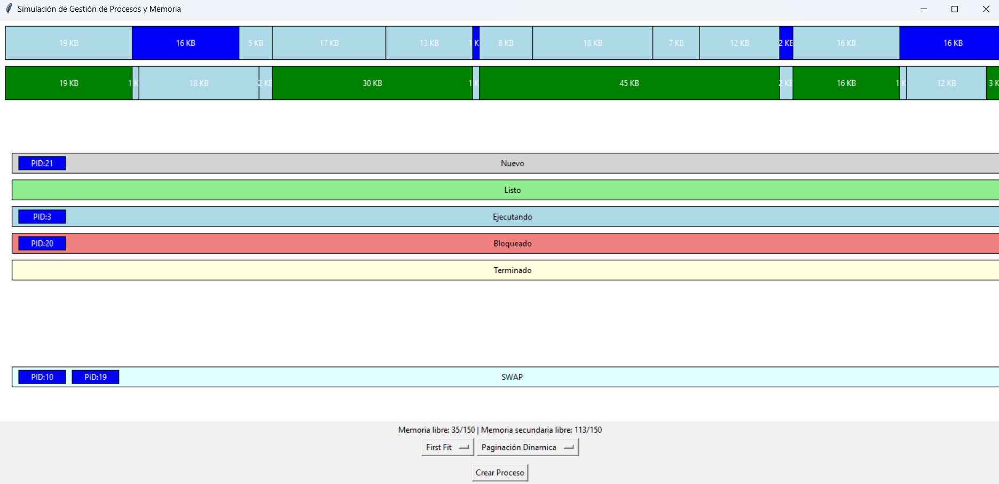 Simulación de Gestión de Procesos y Memoria
19 KB 16 KB 5 KB 17 KB 13 KB 1 K 8 KB 18 KB 7 KB 12 KB 2 KE 16 KB 16 KB
19 KB 1 K 18 KB 2 KE 30 KB 1 K 45 KB 2 KE 16 KB 1 K 12 KB 3 K
PID:21 Nuevo
Listo
PID:3 Ejecutando
PID:20 Bloqueado
Terminado
PID:10 PID:19 SWAP
Memoria libre: 35/150 | Memoria secundaria libre: 113/150
First Fit Paginación Dinamica
Crear Proceso